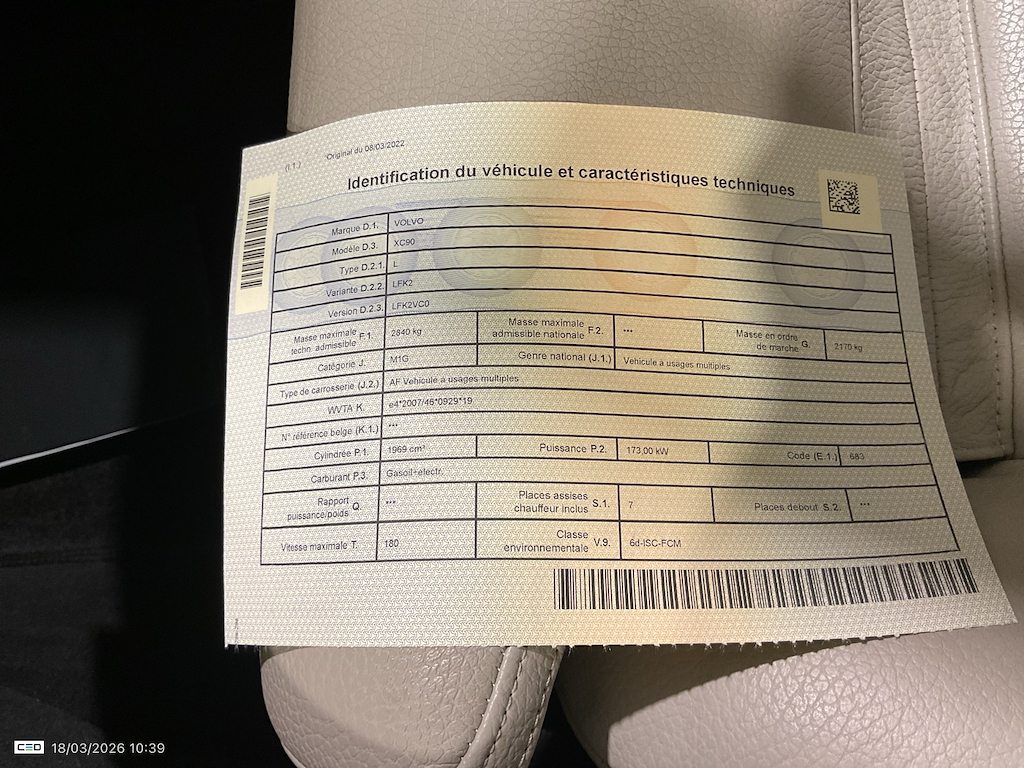 (I.1.) Original du 08/03/2022
Identification du véhicule et caractéristiques techniques
Marque D.1. VOLVO
Modèle D.3. XC90
Type D.2.1. L
Variante D.2.2. LFK2
Version D.2.3. LFK2VC0
Masse maximale techn. admissible F.1. 2840 kg Masse maximale admissible nationale F.2. *** Masse en ordre de marche G. 2170 kg
Catégorie J. M1G Genre national (J.1.) Vehicule a usages multiples
Type de carrosserie (J.2.) AF Vehicule a usages multiples
WVTA K. e4*2007/46*0929*19
N° référence belge (K.1.) ***
Cylindrée P.1. 1969 cm³ Puissance P.2. 173,00 kW Code (E.1.) 683
Carburant P.3. Gasoil+electr.
Rapport puissance/poids Q. *** Places assises chauffeur inclus S.1. 7 Places debout S.2. ***
Vitesse maximale T. 180 Classe environnementale V.9. 6d-ISC-FCM
CEO 18/03/2026 10:39